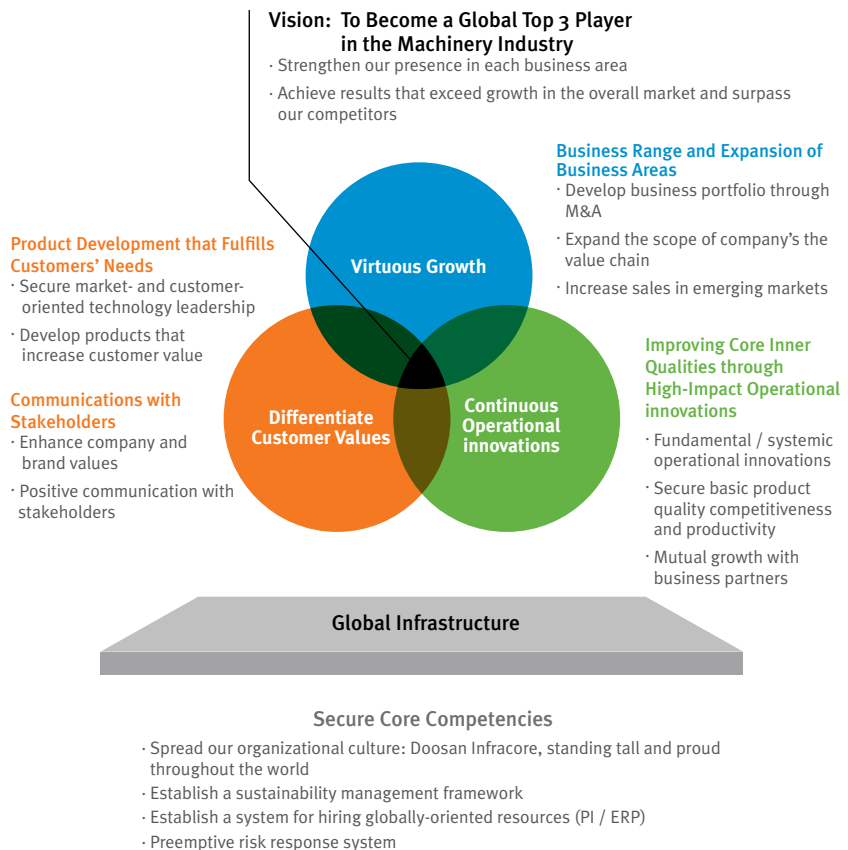 Vision: To Become a Global Top 3 Player
in the Machinery Industry
· Strengthen our presence in each business area
· Achieve results that exceed growth in the overall market and surpass
our competitors
Business Range and Expansion of
Business Areas
· Develop business portfolio through
M&A
· Expand the scope of company's the
value chain
· Increase sales in emerging markets
Product Development that Fulfills
Customers' Needs
· Secure market- and customer-
oriented technology leadership
· Develop products that
increase customer value
Communications with
Stakeholders
· Enhance company and
brand values
· Positive communication with
stakeholders
Virtuous Growth
Differentiate
Customer Values
Continuous
Operational
innovations
Improving Core Inner
Qualities through
High-Impact Operational
innovations
· Fundamental / systemic
operational innovations
· Secure basic product
quality competitiveness
and productivity
· Mutual growth with
business partners
Global Infrastructure
Secure Core Competencies
· Spread our organizational culture: Doosan Infracore, standing tall and proud
throughout the world
· Establish a sustainability management framework
· Establish a system for hiring globally-oriented resources (PI / ERP)
· Preemptive risk response system